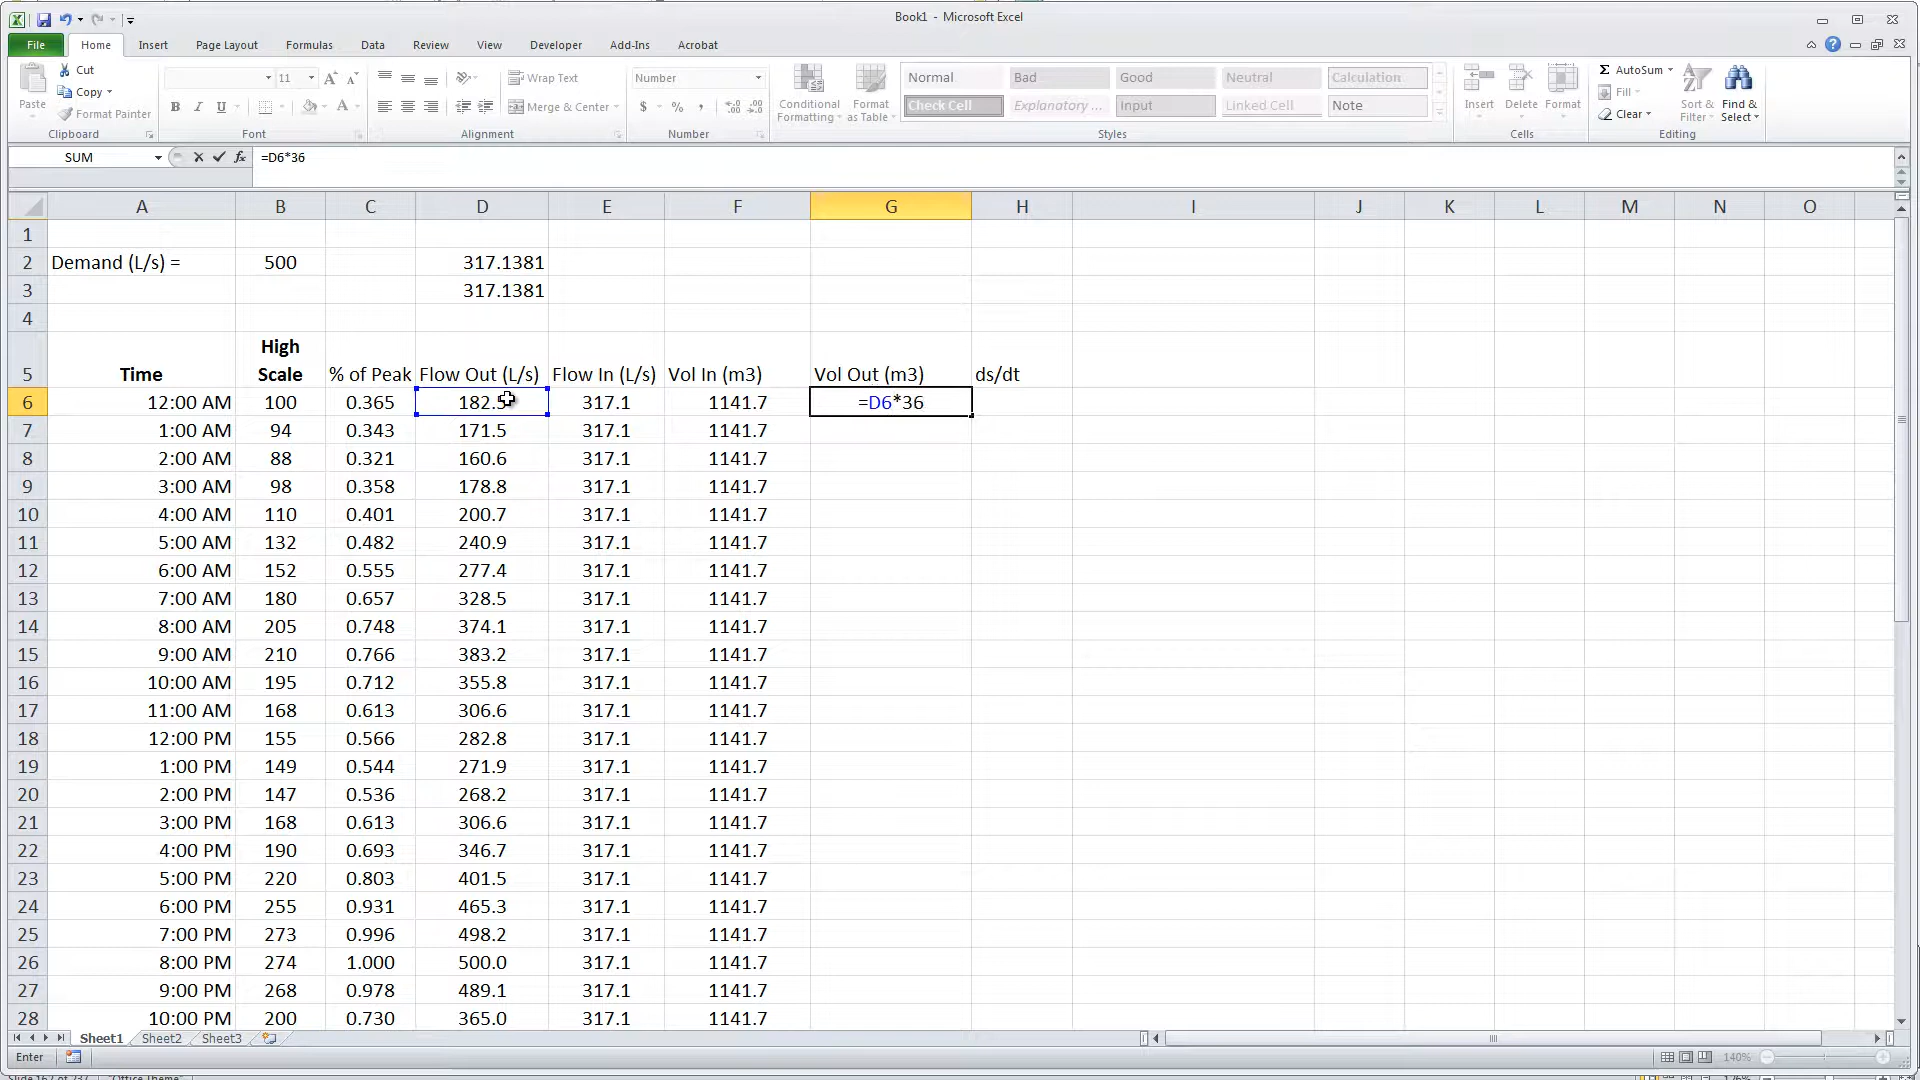 Book1 - Microsoft Excel
File Home Insert Page Layout Formulas Data Review View Developer Add-Ins Acrobat
Paste Cut Copy Format Painter Clipboard
11 Font
Wrap Text Merge & Center Alignment
Number $ % , Number
Conditional Formatting Format as Table
Normal Bad Good Neutral Calculation
Check Cell Explanatory ... Input Linked Cell Note
Styles
Insert Delete Format Cells
Σ AutoSum Fill Clear Sort & Filter Find & Select Editing
SUM fx =D6*36
A B C D E F G H I J K L M N O
1
2 Demand (L/s) = 500 317.1381
3 317.1381
4
5 Time High Scale % of Peak Flow Out (L/s) Flow In (L/s) Vol In (m3) Vol Out (m3) ds/dt
6 12:00 AM 100 0.365 182.5 317.1 1141.7 =D6*36
7 1:00 AM 94 0.343 171.5 317.1 1141.7
8 2:00 AM 88 0.321 160.6 317.1 1141.7
9 3:00 AM 98 0.358 178.8 317.1 1141.7
10 4:00 AM 110 0.401 200.7 317.1 1141.7
11 5:00 AM 132 0.482 240.9 317.1 1141.7
12 6:00 AM 152 0.555 277.4 317.1 1141.7
13 7:00 AM 180 0.657 328.5 317.1 1141.7
14 8:00 AM 205 0.748 374.1 317.1 1141.7
15 9:00 AM 210 0.766 383.2 317.1 1141.7
16 10:00 AM 195 0.712 355.8 317.1 1141.7
17 11:00 AM 168 0.613 306.6 317.1 1141.7
18 12:00 PM 155 0.566 282.8 317.1 1141.7
19 1:00 PM 149 0.544 271.9 317.1 1141.7
20 2:00 PM 147 0.536 268.2 317.1 1141.7
21 3:00 PM 168 0.613 306.6 317.1 1141.7
22 4:00 PM 190 0.693 346.7 317.1 1141.7
23 5:00 PM 220 0.803 401.5 317.1 1141.7
24 6:00 PM 255 0.931 465.3 317.1 1141.7
25 7:00 PM 273 0.996 498.2 317.1 1141.7
26 8:00 PM 274 1.000 500.0 317.1 1141.7
27 9:00 PM 268 0.978 489.1 317.1 1141.7
28 10:00 PM 200 0.730 365.0 317.1 1141.7
Sheet1 Sheet2 Sheet3
Enter 140%